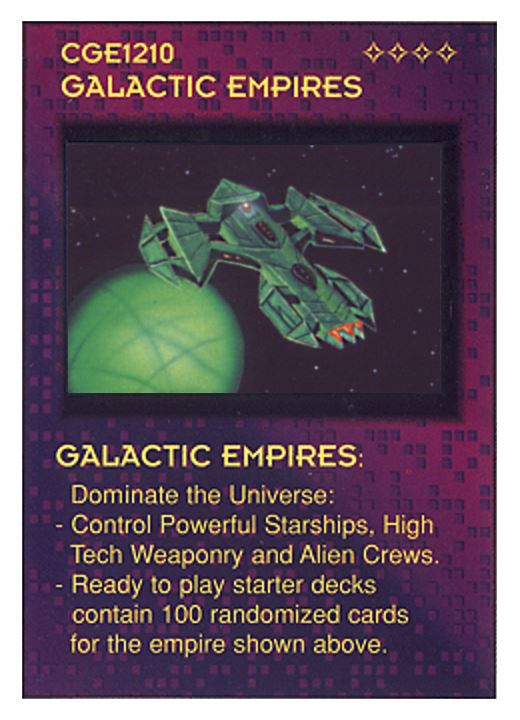 CGE1210
GALACTIC EMPIRES
GALACTIC EMPIRES:
Dominate the Universe:
- Control Powerful Starships, High
Tech Weaponry and Alien Crews.
- Ready to play starter decks
contain 100 randomized cards
for the empire shown above.